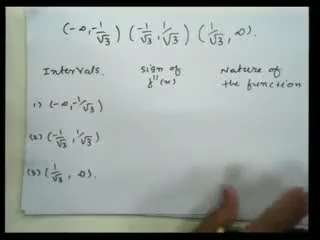 (-∞, -1/√3) (-1/√3, 1/√3) (1/√3, ∞).
Intervals. Sign of f''(x) Nature of the function
1) (-∞, -1/√3)
(2) (-1/√3, 1/√3)
(3) (1/√3, ∞).